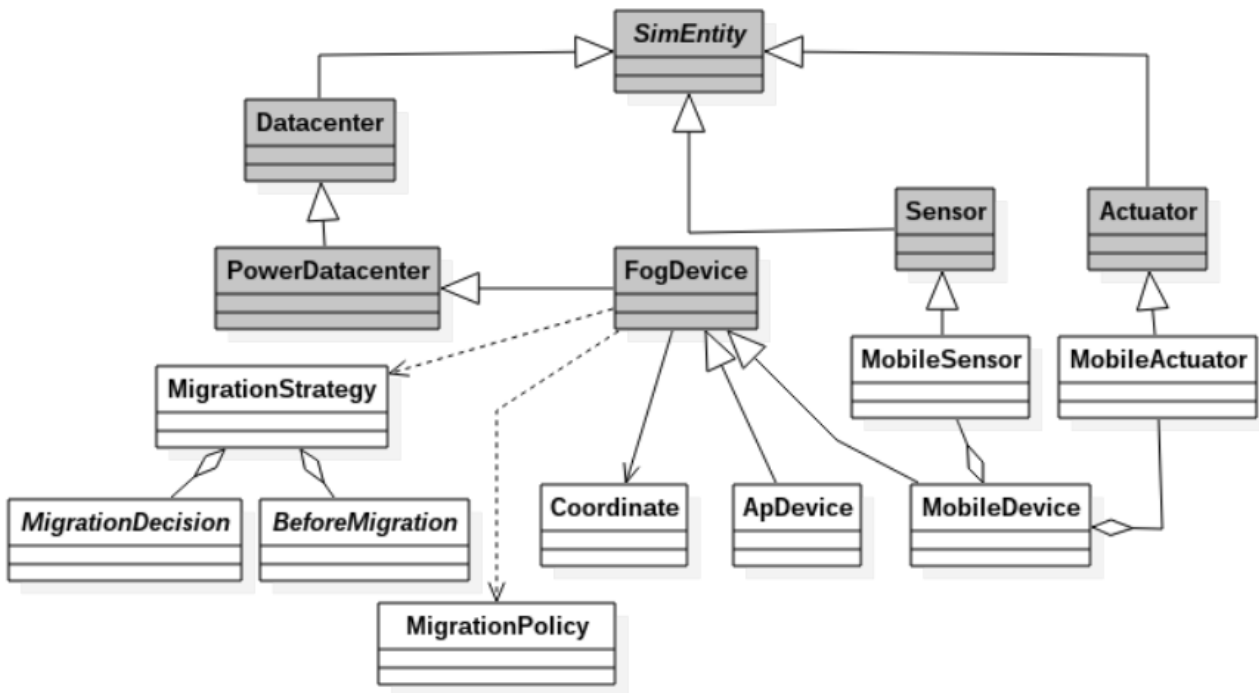 SimEntity
Datacenter
Sensor
Actuator
PowerDatacenter
FogDevice
MobileSensor
MobileActuator
MigrationStrategy
Coordinate
ApDevice
MobileDevice
MigrationDecision
BeforeMigration
MigrationPolicy